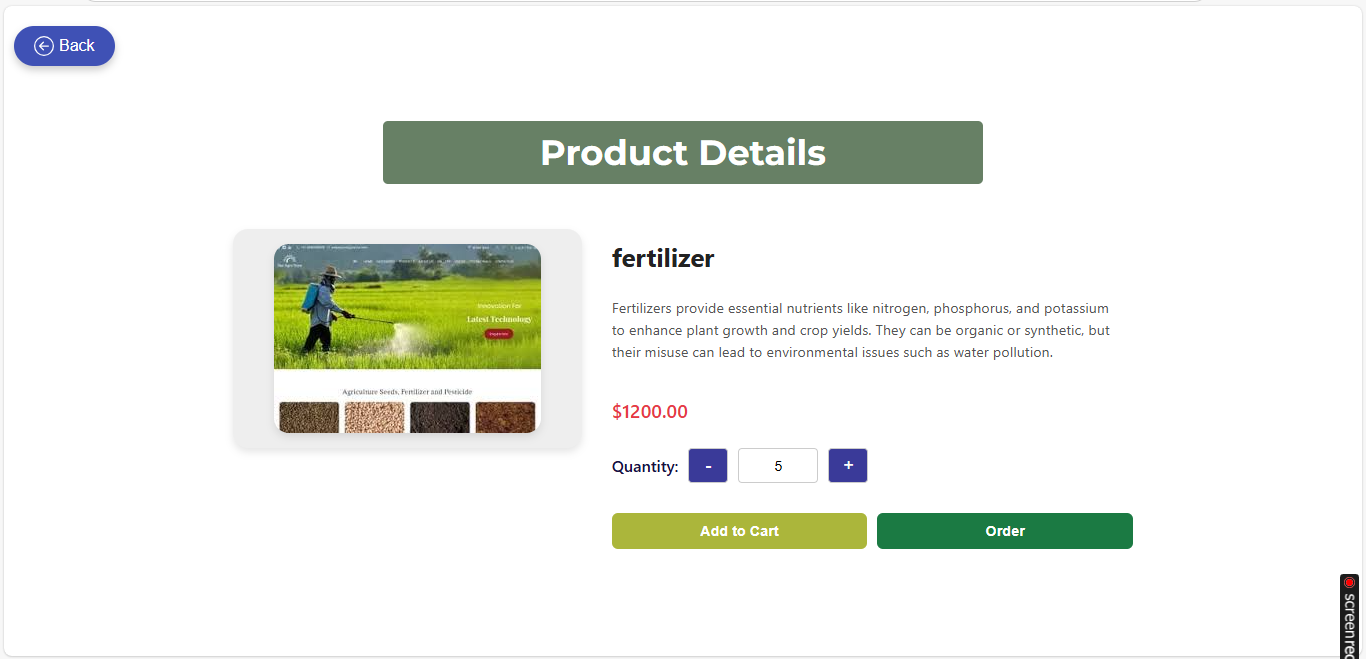 Back
Product Details
fertilizer
Innovation For
Latest Technology
Agriculture Seeds, Fertilizer and Pesticide
Fertilizers provide essential nutrients like nitrogen, phosphorus, and potassium
to enhance plant growth and crop yields. They can be organic or synthetic, but
their misuse can lead to environmental issues such as water pollution.
$1200.00
Quantity: - 5 +
Add to Cart
Order
screen rec